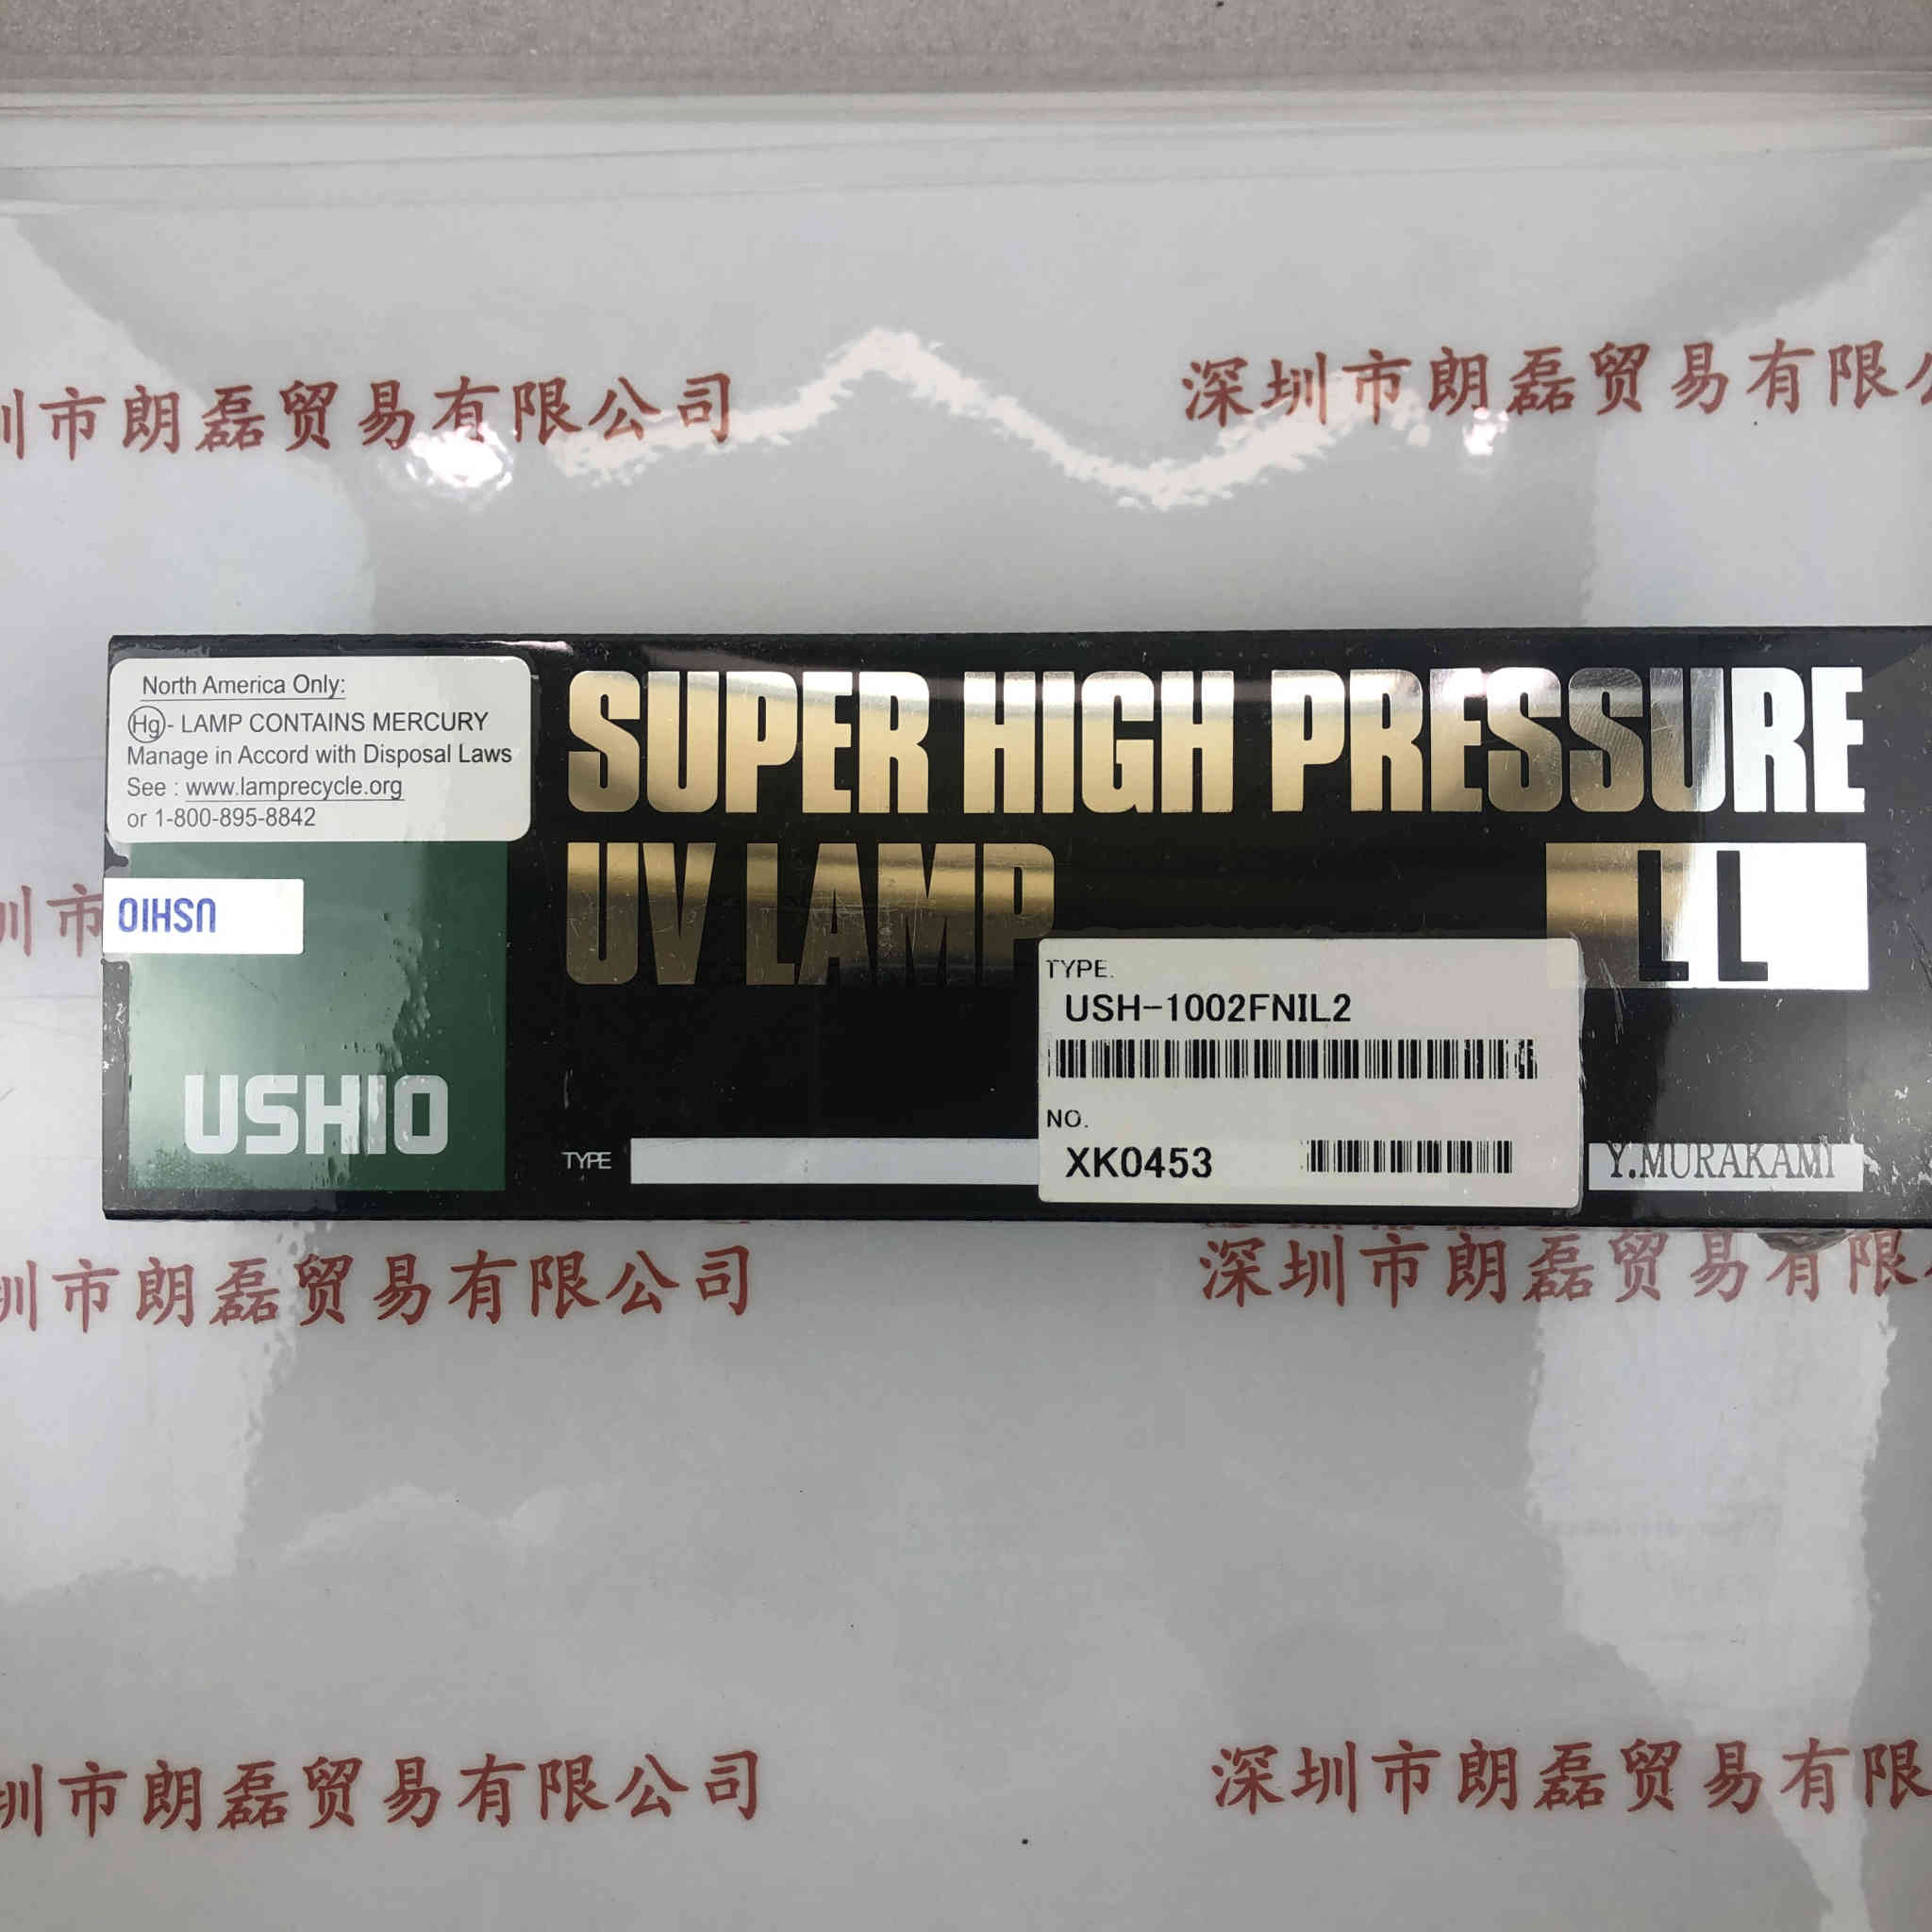 圳市朗磊贸易有限公司
深圳市朗磊贸易有限
North America Only:
Hg - LAMP CONTAINS MERCURY
Manage in Accord with Disposal Laws
See : www.lamprecycle.org
or 1-800-895-8842
SUPER HIGH PRESSURE
UV LAMP
LL
圳市
USHIO
USHIO
TYPE
TYPE.
USH-1002FNIL2
NO.
XK0453
Y.MURAKAMI
圳市朗磊贸易有限公司
深圳市朗磊贸易有限
圳市朗磊贸易有限公司
深圳市朗磊贸易有限